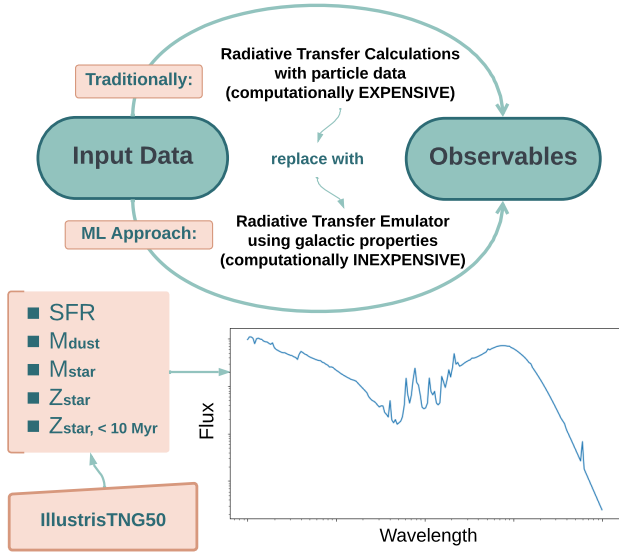 Radiative Transfer Calculations
with particle data
(computationally EXPENSIVE)
Traditionally:
Input Data
replace with
Observables
ML Approach:
Radiative Transfer Emulator
using galactic properties
(computationally INEXPENSIVE)
■ SFR
■ Mdust
■ Mstar
■ Zstar
■ Zstar, < 10 Myr
IllustrisTNG50
Flux
Wavelength